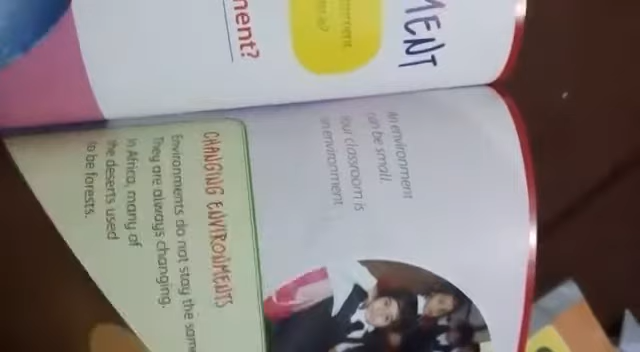 MENT
nent?
An environment
can be small.
Your classroom is
an environment
CHANGING ENVIRONMENTS
Environments do not stay the same
They are always changing.
In Africa, many of
the deserts used
to be forests.